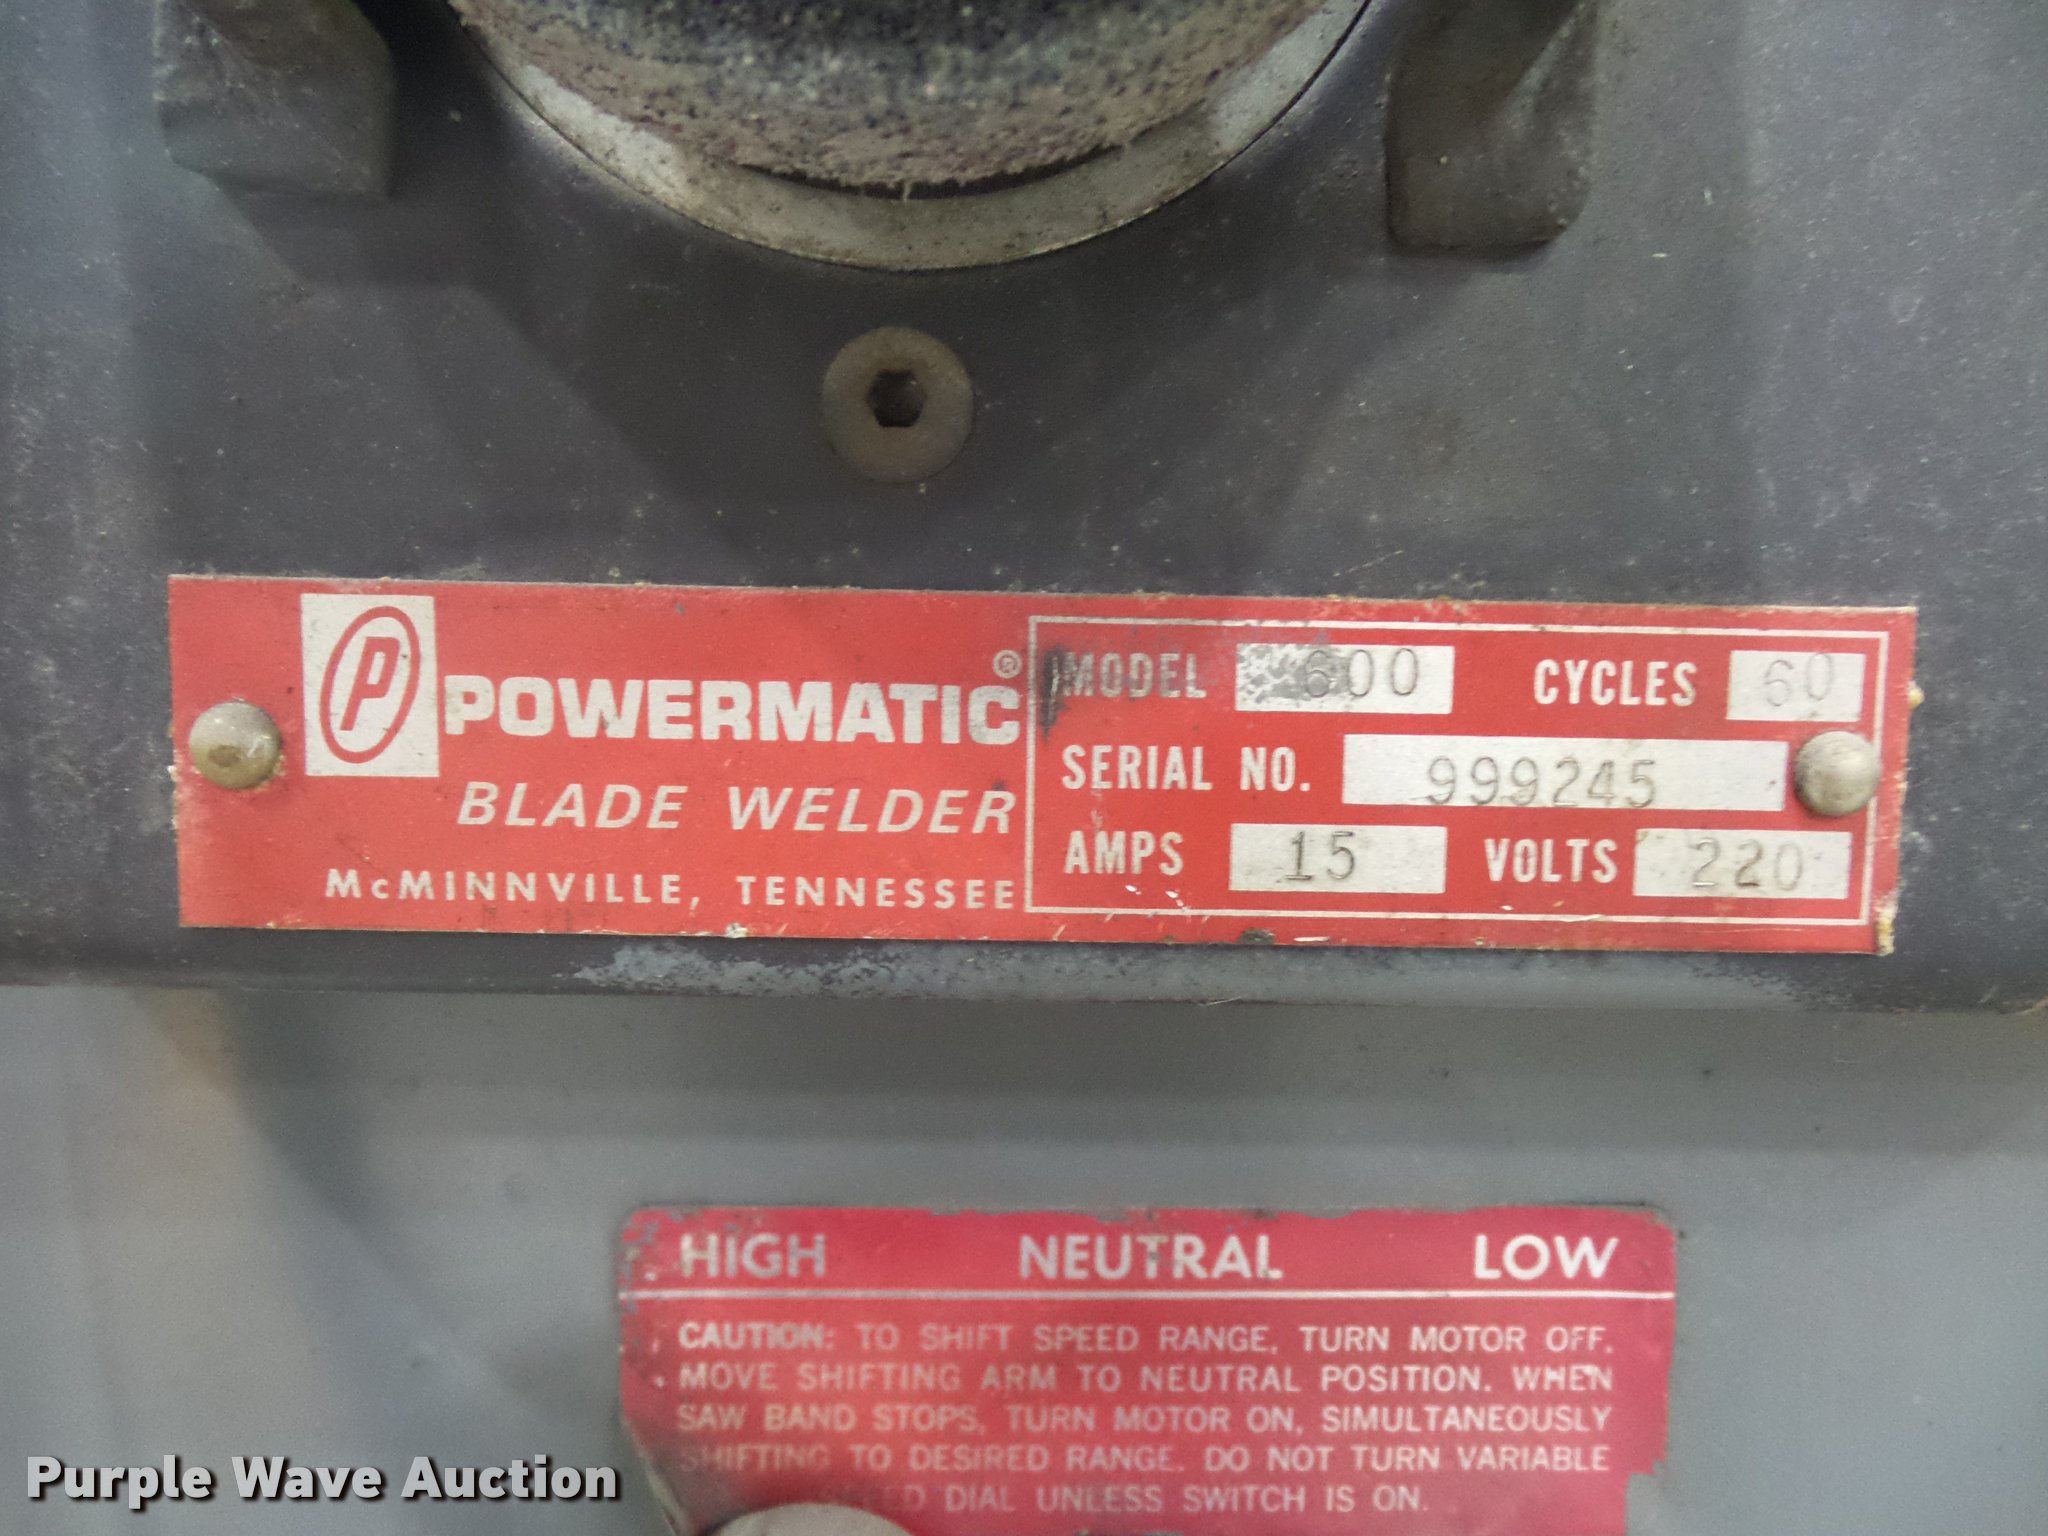 P
POWERMATIC®
BLADE WELDER
McMINNVILLE, TENNESSEE
MODEL 600 CYCLES 60
SERIAL NO. 999245
AMPS 15 VOLTS 220
HIGH NEUTRAL LOW
CAUTION: TO SHIFT SPEED RANGE, TURN MOTOR OFF.
MOVE SHIFTING ARM TO NEUTRAL POSITION. WHEN
SAW BAND STOPS, TURN MOTOR ON, SIMULTANEOUSLY
SHIFTING TO DESIRED RANGE. DO NOT TURN VARIABLE
DIAL UNLESS SWITCH IS ON.
Purple Wave Auction